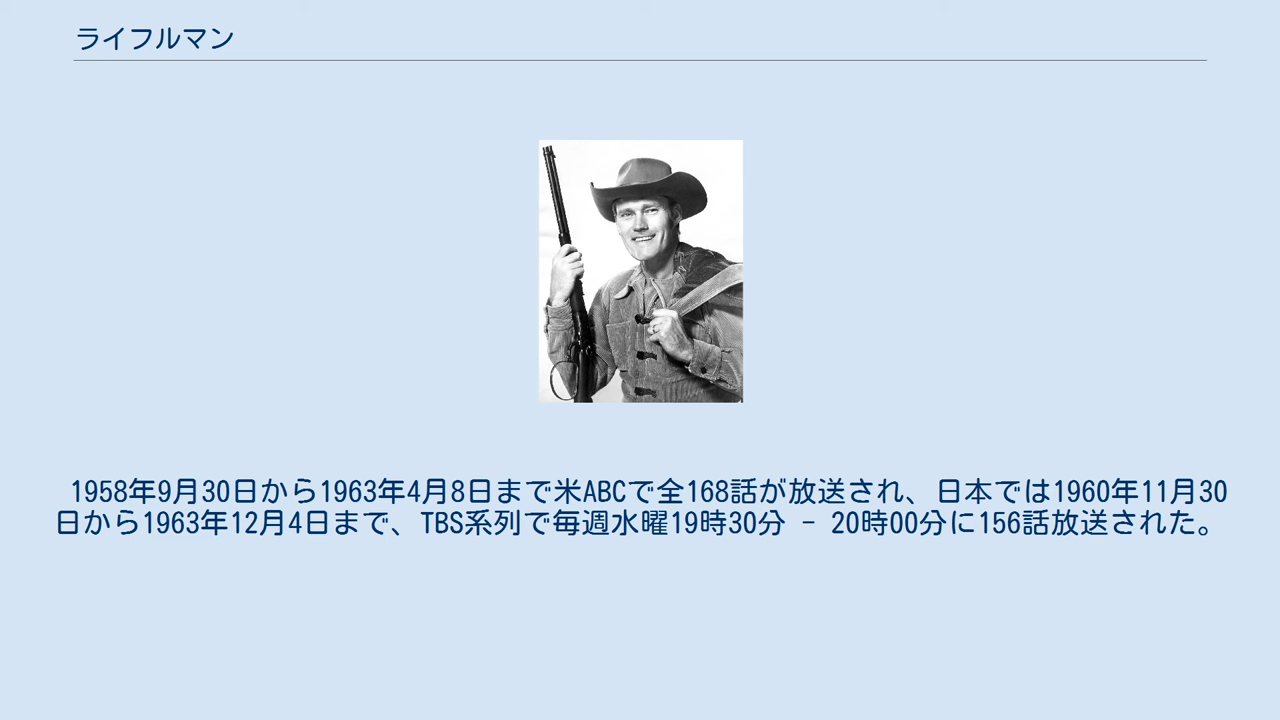 ライフルマン
1958年9月30日から1963年4月8日まで米ABCで全168話が放送され、日本では1960年11月30
日から1963年12月4日まで、TBS系列で毎週水曜19時30分 - 20時00分に156話放送された。